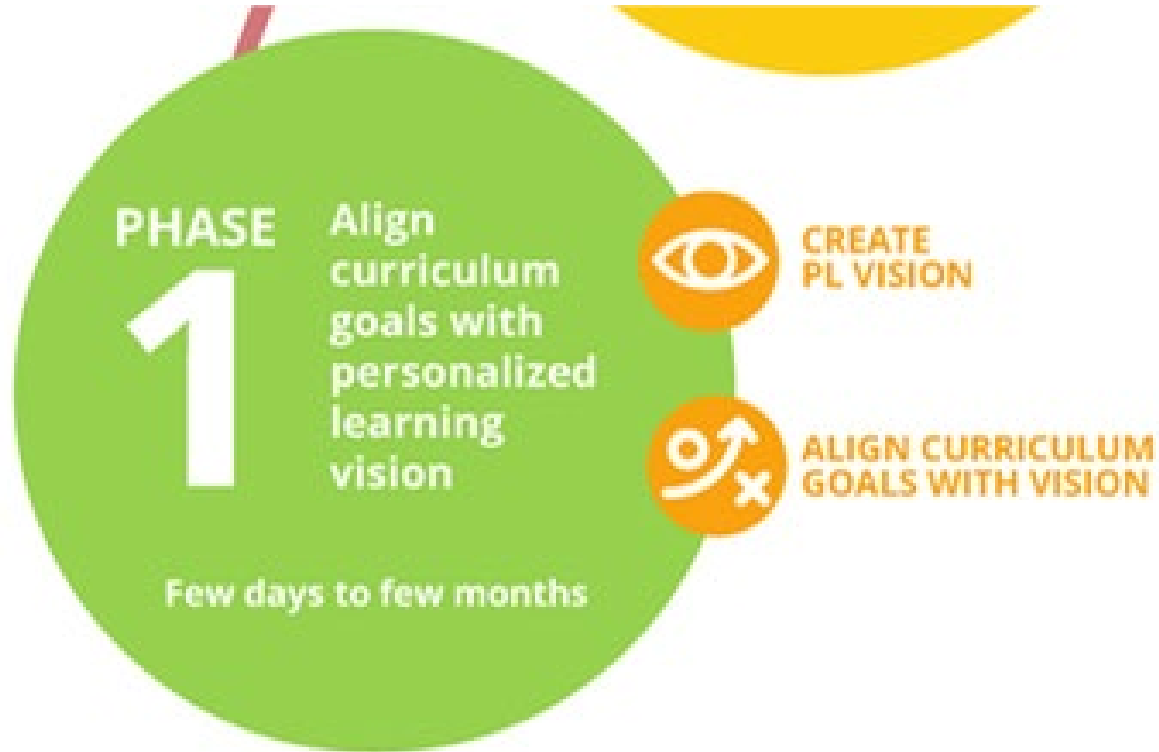 PHASE
1
Align
curriculum
goals with
personalized
learning
vision
Few days to few months
CREATE
PL VISION
ALIGN CURRICULUM
GOALS WITH VISION